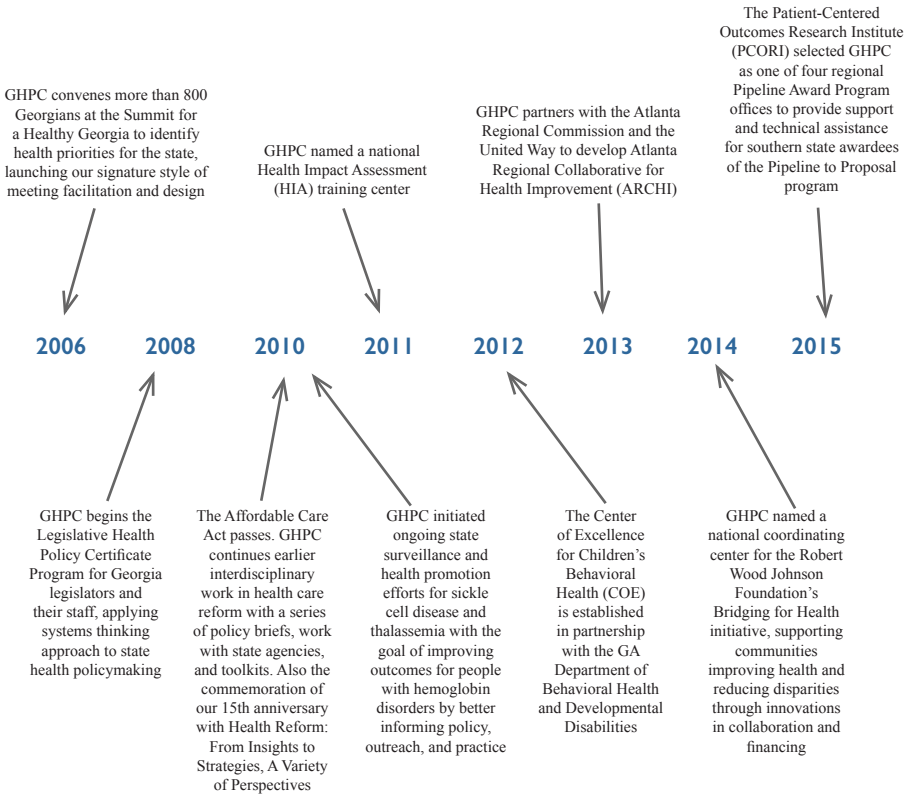 GHPC convenes more than 800
Georgians at the Summit for
a Healthy Georgia to identify
health priorities for the state,
launching our signature style of
meeting facilitation and design
GHPC named a national
Health Impact Assessment
(HIA) training center
GHPC partners with the Atlanta
Regional Commission and the
United Way to develop Atlanta
Regional Collaborative for
Health Improvement (ARCHI)
The Patient-Centered
Outcomes Research Institute
(PCORI) selected GHPC
as one of four regional
Pipeline Award Program
offices to provide support
and technical assistance
for southern state awardees
of the Pipeline to Proposal
program
2006 2008 2010 2011 2012 2013 2014 2015
GHPC begins the
Legislative Health
Policy Certificate
Program for Georgia
legislators and
their staff, applying
systems thinking
approach to state
health policymaking
The Affordable Care
Act passes. GHPC
continues earlier
interdisciplinary
work in health care
reform with a series
of policy briefs, work
with state agencies,
and toolkits. Also the
commemoration of
our 15th anniversary
with Health Reform:
From Insights to
Strategies, A Variety
of Perspectives
GHPC initiated
ongoing state
surveillance and
health promotion
efforts for sickle
cell disease and
thalassemia with the
goal of improving
outcomes for people
with hemoglobin
disorders by better
informing policy,
outreach, and practice
The Center
of Excellence
for Children’s
Behavioral
Health (COE)
is established
in partnership
with the GA
Department of
Behavioral Health
and Developmental
Disabilities
GHPC named a
national coordinating
center for the Robert
Wood Johnson
Foundation’s
Bridging for Health
initiative, supporting
communities
improving health and
reducing disparities
through innovations
in collaboration and
financing